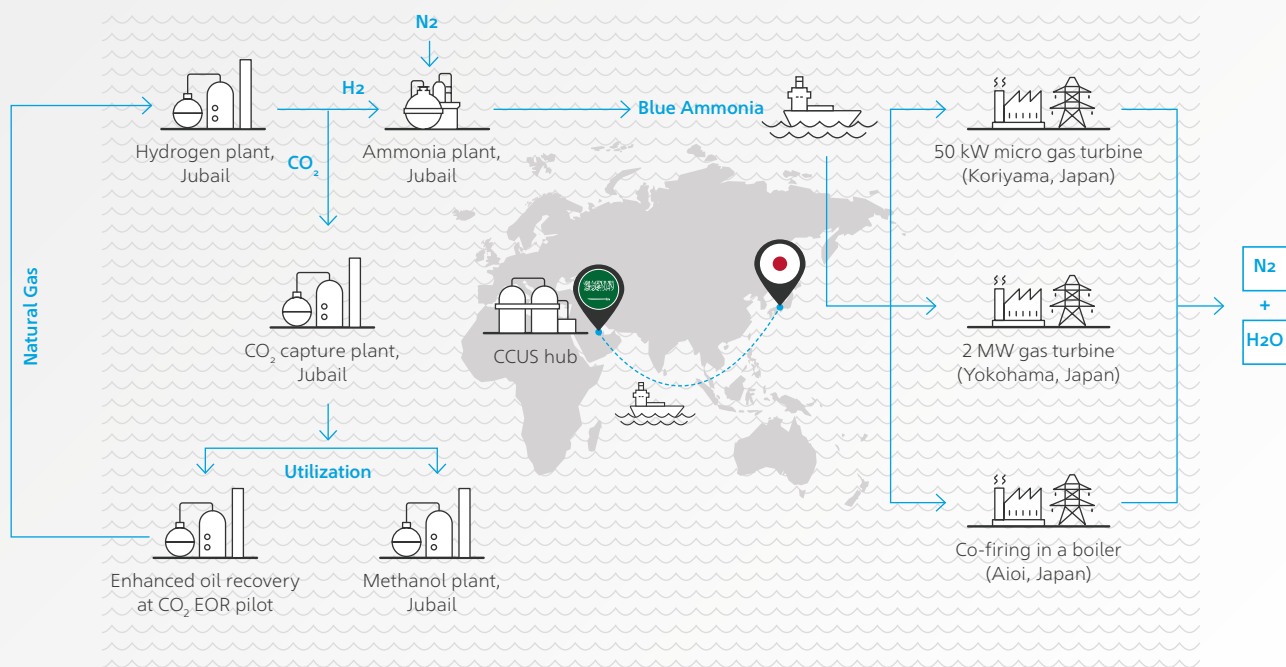 N2
H2
Blue Ammonia
Hydrogen plant,
Jubail
CO₂
Ammonia plant,
Jubail
50 kW micro gas turbine
(Koriyama, Japan)
Natural Gas
CO₂ capture plant,
Jubail
CCUS hub
2 MW gas turbine
(Yokohama, Japan)
N2
+
H2O
Utilization
Enhanced oil recovery
at CO₂ EOR pilot
Methanol plant,
Jubail
Co-firing in a boiler
(Aioi, Japan)